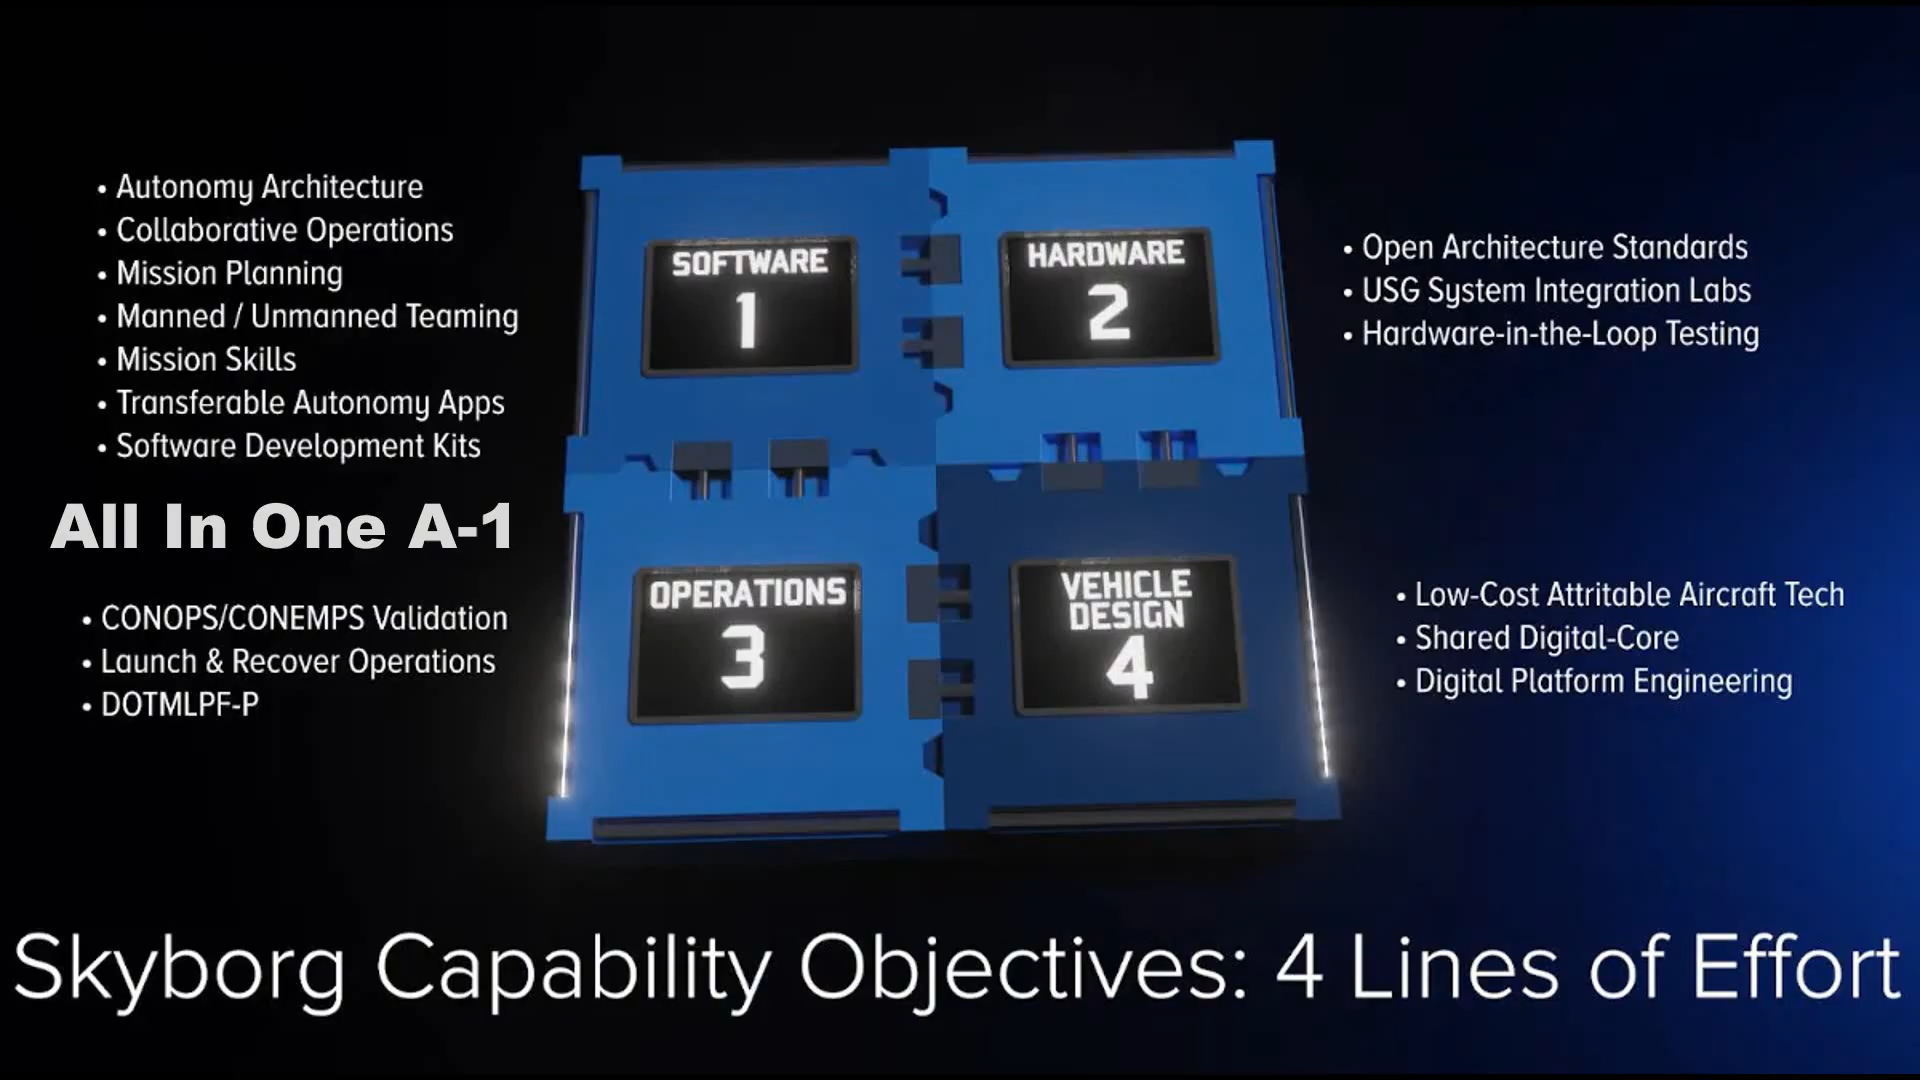 • Autonomy Architecture
• Collaborative Operations
• Mission Planning
• Manned / Unmanned Teaming
• Mission Skills
• Transferable Autonomy Apps
• Software Development Kits
All In One A-1
• CONOPS/CONEMPS Validation
• Launch & Recover Operations
• DOTMLPF-P
SOFTWARE
1
HARDWARE
2
OPERATIONS
3
VEHICLE
DESIGN
4
• Open Architecture Standards
• USG System Integration Labs
• Hardware-in-the-Loop Testing
• Low-Cost Attritable Aircraft Tech
• Shared Digital-Core
• Digital Platform Engineering
Skyborg Capability Objectives: 4 Lines of Effort